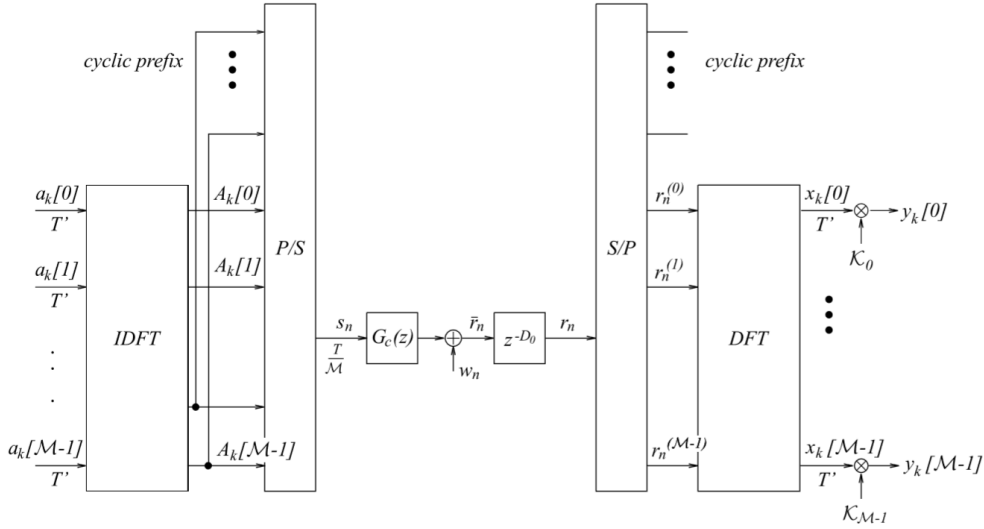 cyclic prefix
cyclic prefix
a_k[0]
T'
A_k[0]
r_n^(0)
x_k[0]
T'
y_k[0]
P/S
S/P
𝒦_0
a_k[1]
T'
A_k[1]
r_n^(1)
IDFT
s_n
T/ℳ
G_c(z)
r̄_n
w_n
z^-D_0
r_n
DFT
a_k[ℳ-1]
T'
A_k[ℳ-1]
r_n^(ℳ-1)
x_k[ℳ-1]
T'
y_k[ℳ-1]
𝒦_ℳ-1